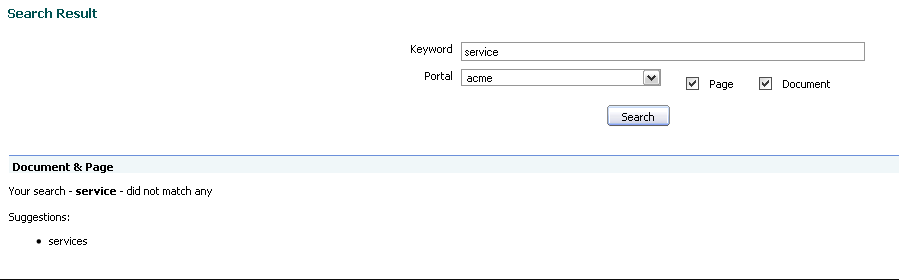 Search Result
Keyword service
Portal acme Page Document
Search
Document & Page
Your search - service - did not match any
Suggestions:
• services